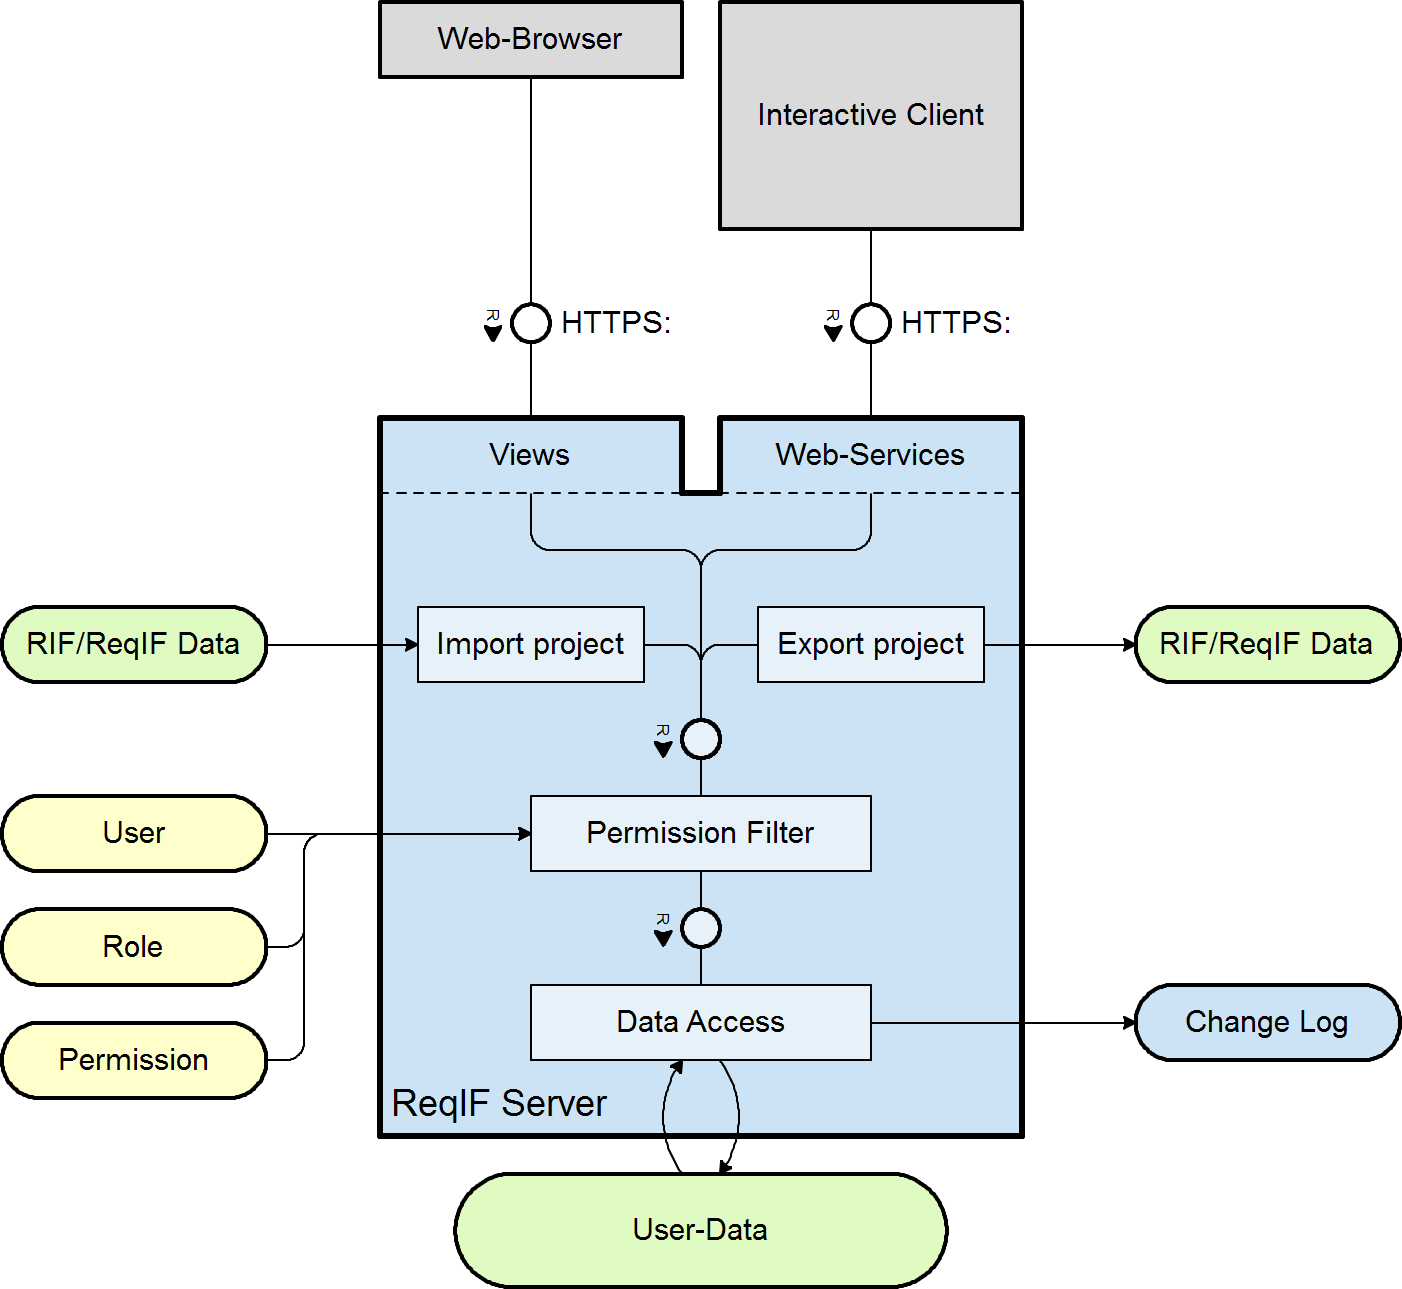 Web-Browser
Interactive Client
R
HTTPS:
R
HTTPS:
Views
Web-Services
RIF/ReqIF Data
Import project
Export project
RIF/ReqIF Data
R
User
Permission Filter
Role
R
Permission
Data Access
Change Log
ReqIF Server
User-Data